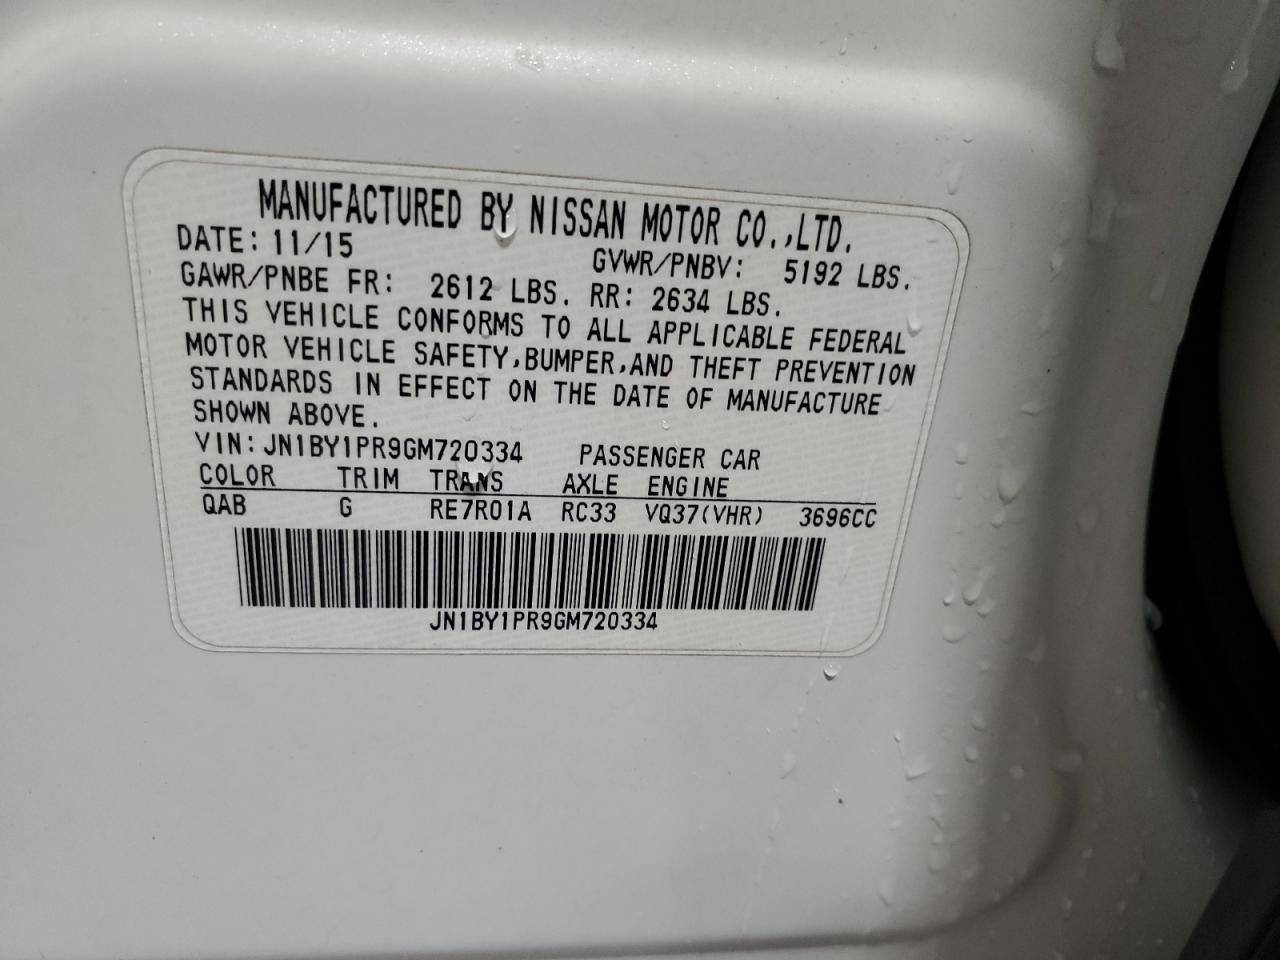 MANUFACTURED BY NISSAN MOTOR CO.,LTD.
DATE: 11/15 GVWR/PNBV: 5192 LBS.
GAWR/PNBE FR: 2612 LBS. RR: 2634 LBS.
THIS VEHICLE CONFORMS TO ALL APPLICABLE FEDERAL
MOTOR VEHICLE SAFETY,BUMPER,AND THEFT PREVENTION
STANDARDS IN EFFECT ON THE DATE OF MANUFACTURE
SHOWN ABOVE.
VIN:JN1BY1PR9GM720334 PASSENGER CAR
COLOR TRIM TRANS AXLE ENGINE
QAB G RE7R01A RC33 VQ37(VHR) 3696CC
JN1BY1PR9GM720334